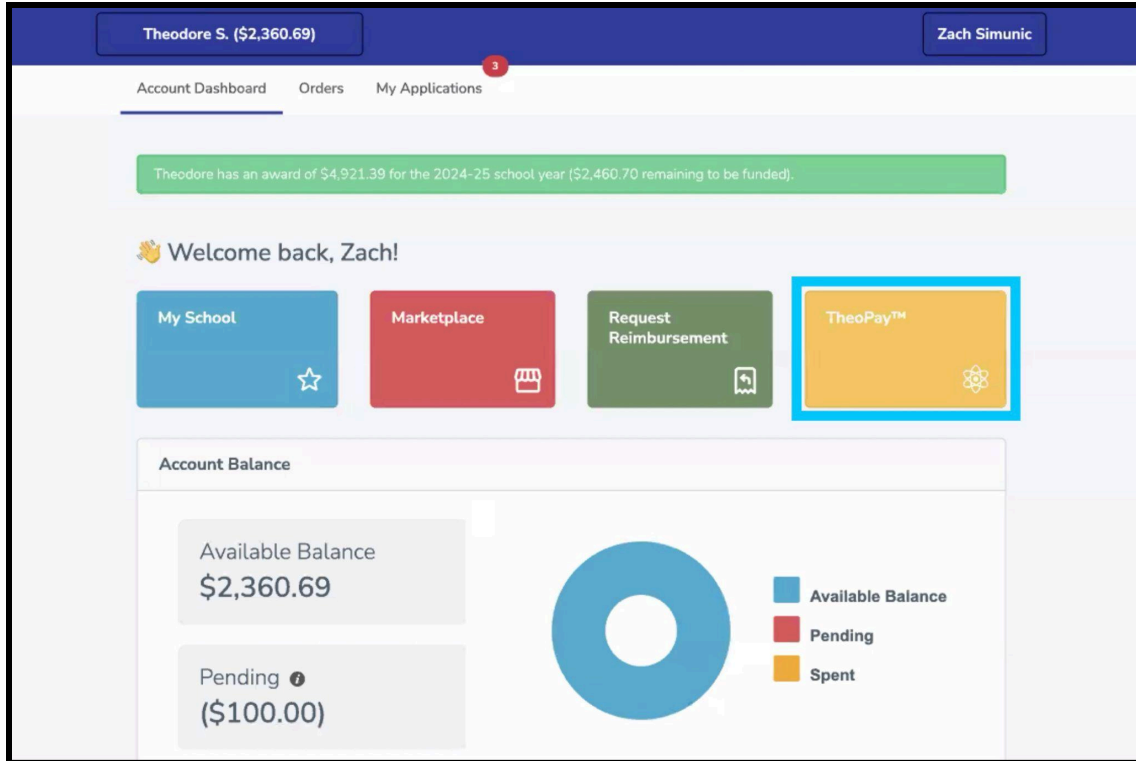 Theodore S. ($2,360.69)
Zach Simunic
3
Account Dashboard Orders My Applications
Theodore has an award of $4,921.39 for the 2024-25 school year ($2,460.70 remaining to be funded).
👋 Welcome back, Zach!
My School
Marketplace
Request
Reimbursement
TheoPay™
Account Balance
Available Balance
$2,360.69
Pending
($100.00)
Available Balance
Pending
Spent